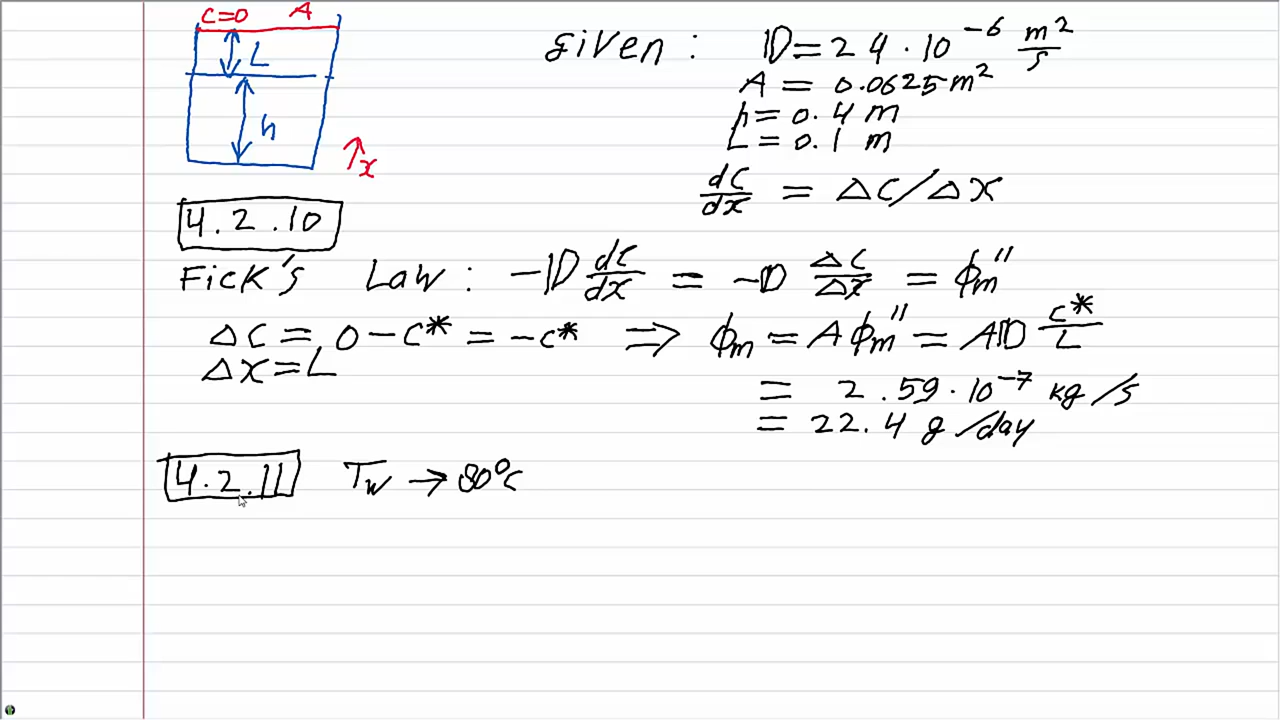 C=0 A
L
h
x
Given : 𝔻 = 24 · 10⁻⁶ m²/s
A = 0.0625 m²
h = 0.4 m
L = 0.1 m
dC/dx = ΔC/Δx
4.2.10
Fick's Law : −𝔻 dC/dx = −𝔻 ΔC/Δx = ϕm''
ΔC = 0 − C* = −C* ⇒ ϕm = A ϕm'' = A𝔻 C*/L
Δx = L
= 2.59 · 10⁻⁷ kg/s
= 22.4 g/day
4.2.11 Tw → 80°C